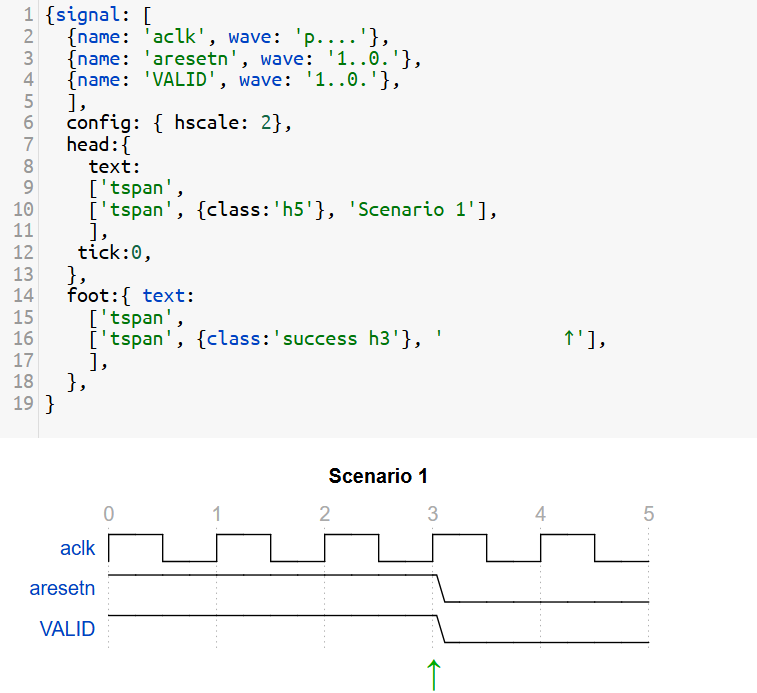 1 {signal: [
2   {name: 'aclk', wave: 'p....'},
3   {name: 'aresetn', wave: '1..0.'},
4   {name: 'VALID', wave: '1..0.'},
5   ],
6   config: { hscale: 2},
7   head:{
8     text:
9     ['tspan',
10     ['tspan', {class:'h5'}, 'Scenario 1'],
11     ],
12    tick:0,
13   },
14   foot:{ text:
15     ['tspan',
16     ['tspan', {class:'success h3'}, '           ↑'],
17     ],
18   },
19 }
Scenario 1
0 1 2 3 4 5
aclk
aresetn
VALID
↑